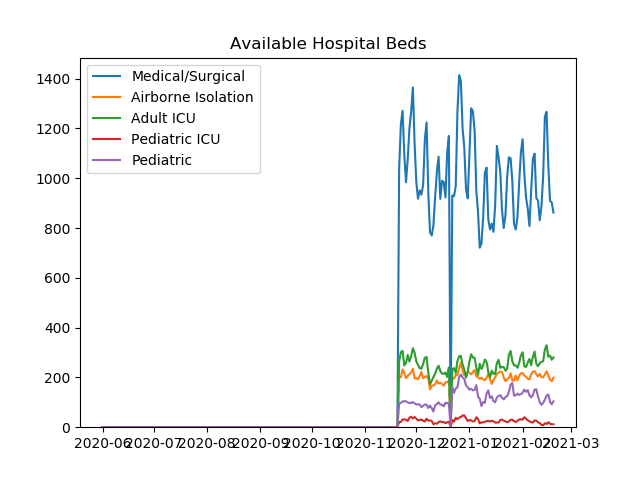 Available Hospital Beds
Medical/Surgical
Airborne Isolation
Adult ICU
Pediatric ICU
Pediatric
1400
1200
1000
800
600
400
200
0
2020-06 2020-07 2020-08 2020-09 2020-10 2020-11 2020-12 2021-01 2021-02 2021-03